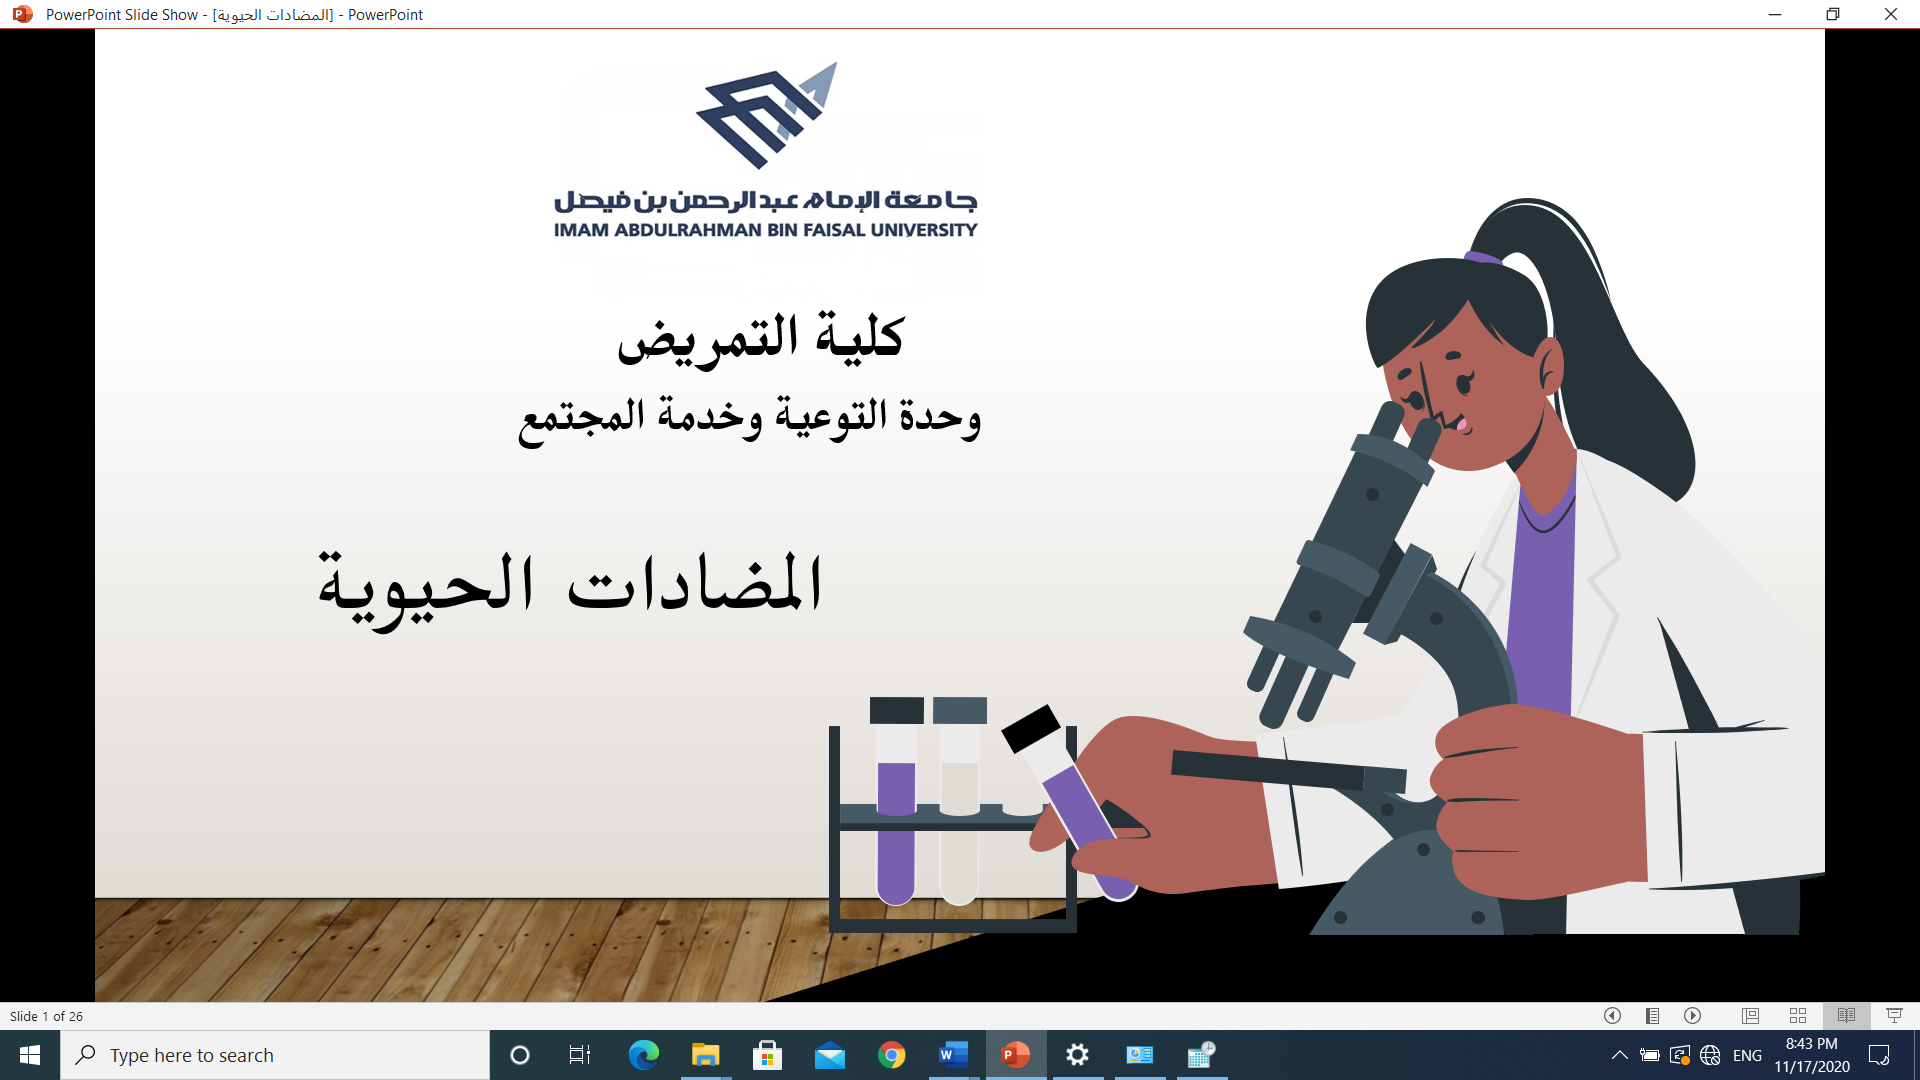 PowerPoint Slide Show - [المضادات الحيوية] - PowerPoint
جامعة الإمام عبدالرحمن بن فيصل
IMAM ABDULRAHMAN BIN FAISAL UNIVERSITY
كلية التمريض
وحدة التوعية وخدمة المجتمع
المضادات الحيوية
Slide 1 of 26
Type here to search
ENG
8:43 PM
11/17/2020